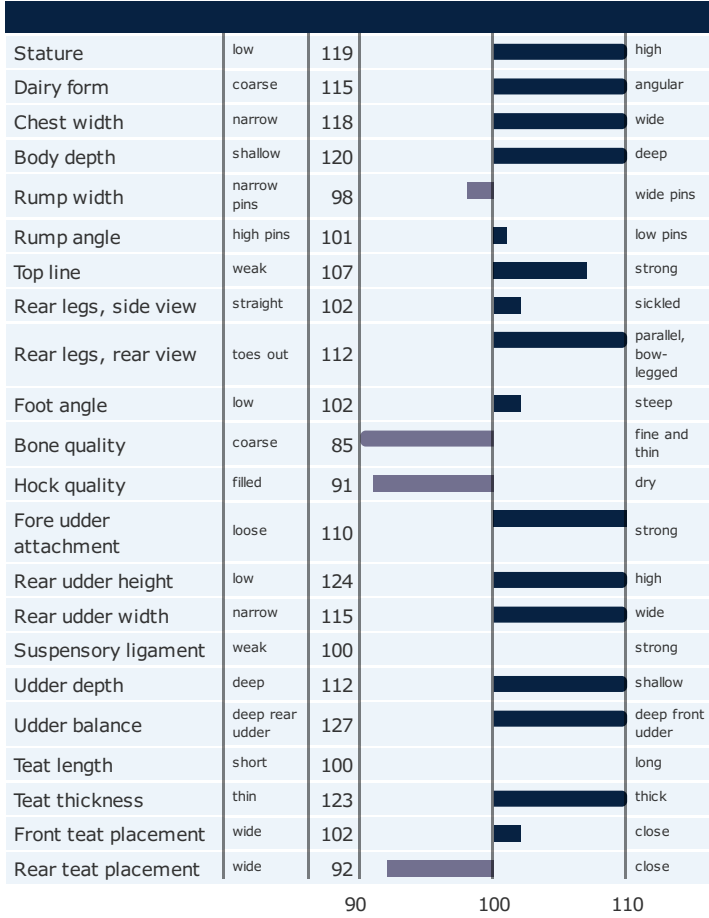 Stature low 119 high
Dairy form coarse 115 angular
Chest width narrow 118 wide
Body depth shallow 120 deep
Rump width narrow pins 98 wide pins
Rump angle high pins 101 low pins
Top line weak 107 strong
Rear legs, side view straight 102 sickled
Rear legs, rear view toes out 112 parallel, bow-legged
Foot angle low 102 steep
Bone quality coarse 85 fine and thin
Hock quality filled 91 dry
Fore udder attachment loose 110 strong
Rear udder height low 124 high
Rear udder width narrow 115 wide
Suspensory ligament weak 100 strong
Udder depth deep 112 shallow
Udder balance deep rear udder 127 deep front udder
Teat length short 100 long
Teat thickness thin 123 thick
Front teat placement wide 102 close
Rear teat placement wide 92 close
90 100 110